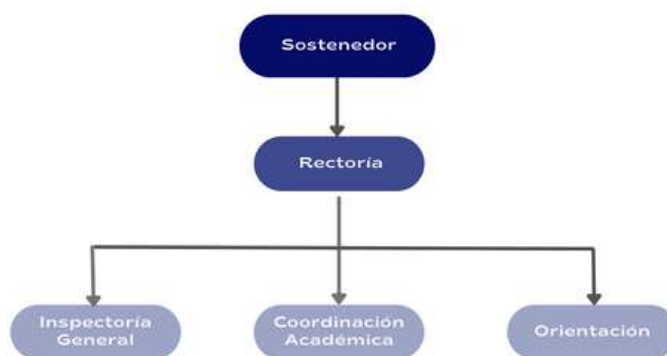 Sostenedor
Rectoría
Inspectoría
General
Coordinación
Académica
Orientación